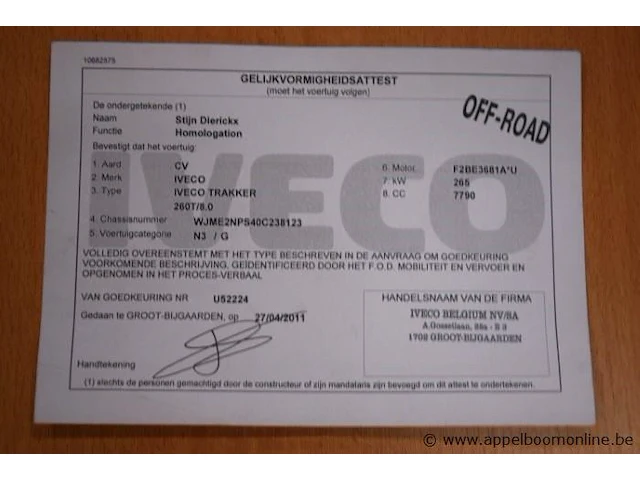 10682875
GELIJKVORMIGHEIDSATTEST
(moet het voertuig volgen)
OFF-ROAD
De ondergetekende (1)
Naam Stijn Dierickx
Functie Homologation
Bevestigt dat het voertuig:
IVECO
1. Aard CV 6. Motor F2BE3681A*U
2. Merk IVECO 7. kW 265
3. Type IVECO TRAKKER 8. CC 7790
260T/8.0
4. Chassisnummer WJME2NPS40C238123
5. Voertuigcategorie N3 / G
VOLLEDIG OVEREENSTEMT MET HET TYPE BESCHREVEN IN DE AANVRAAG OM GOEDKEURING
VOORKOMENDE BESCHRIJVING, GEIDENTIFICEERD DOOR HET F.O.D. MOBILITEIT EN VERVOER EN
OPGENOMEN IN HET PROCES-VERBAAL
VAN GOEDKEURING NR U52224
Gedaan te GROOT-BIJGAARDEN, op 27/04/2011
HANDELSNAAM VAN DE FIRMA
IVECO BELGIUM NV/SA
A.Gossetlaan, 28a - B 3
1702 GROOT-BIJGAARDEN
Handtekening
(1) slechts de personen gemachtigd door de constructeur of zijn mandataris zijn bevoegd om dit attest te ondertekenen.
© www.appelboomonline.be